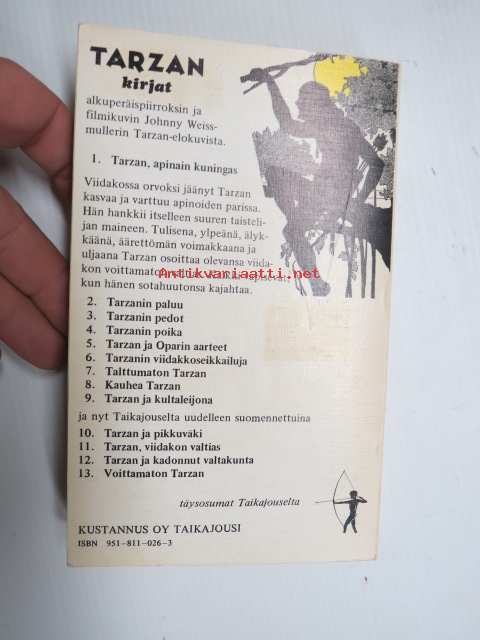 TARZAN
kirjat
alkuperäispiirroksin ja
filmikuvin Johnny Weiss-
mullerin Tarzan-elokuvista.
1. Tarzan, apinain kuningas
Viidakossa orvoksi jäänyt Tarzan
kasvaa ja varttuu apinoiden parissa.
Hän hankkii itselleen suuren taisteli-
jan maineen. Tulisena, ylpeänä, älyk-
käänä, äärettömän voimakkaana ja
uljaana Tarzan osoittaa olevansa viida-
kon voittamaton
Antikvariaatti.net
kun hänen sotahuutonsa kajahtaa.
2. Tarzanin paluu
3. Tarzanin pedot
4. Tarzanin poika
5. Tarzan ja Oparin aarteet
6. Tarzanin viidakkoseikkailuja
7. Talttumaton Tarzan
8. Kauhea Tarzan
9. Tarzan ja kultaleijona
ja nyt Taikajouselta uudelleen suomennettuina
10. Tarzan ja pikkuväki
11. Tarzan, viidakon valtias
12. Tarzan ja kadonnut valtakunta
13. Voittamaton Tarzan
täysosumat Taikajouselta
KUSTANNUS OY TAIKAJOUSI
ISBN 951-811-026-3